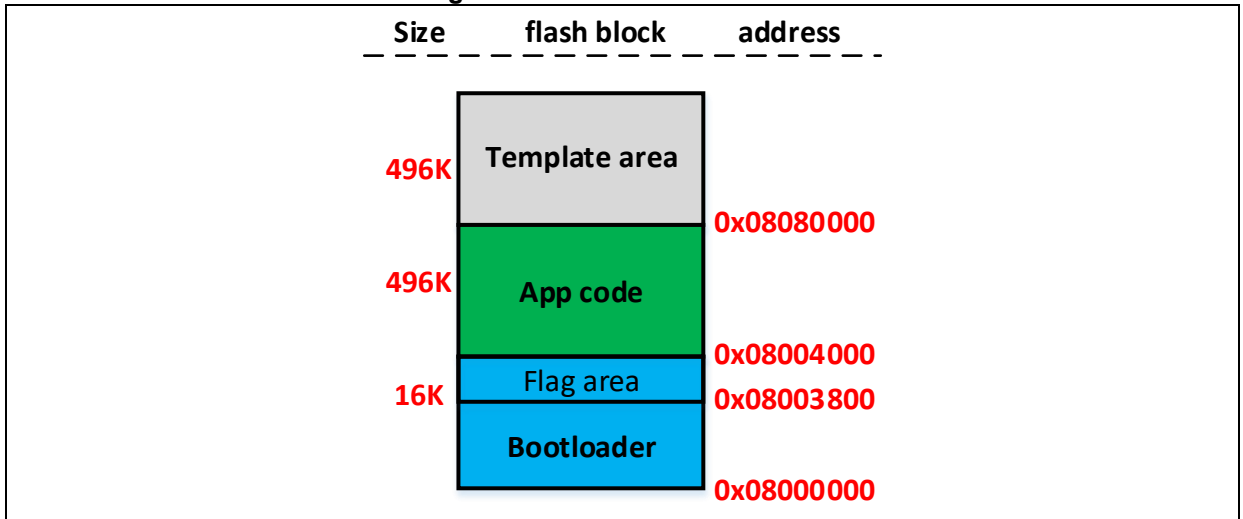 Size flash block address
Template area
496K
0x08080000
496K
App code
0x08004000
Flag area
16K
0x08003800
Bootloader
0x08000000